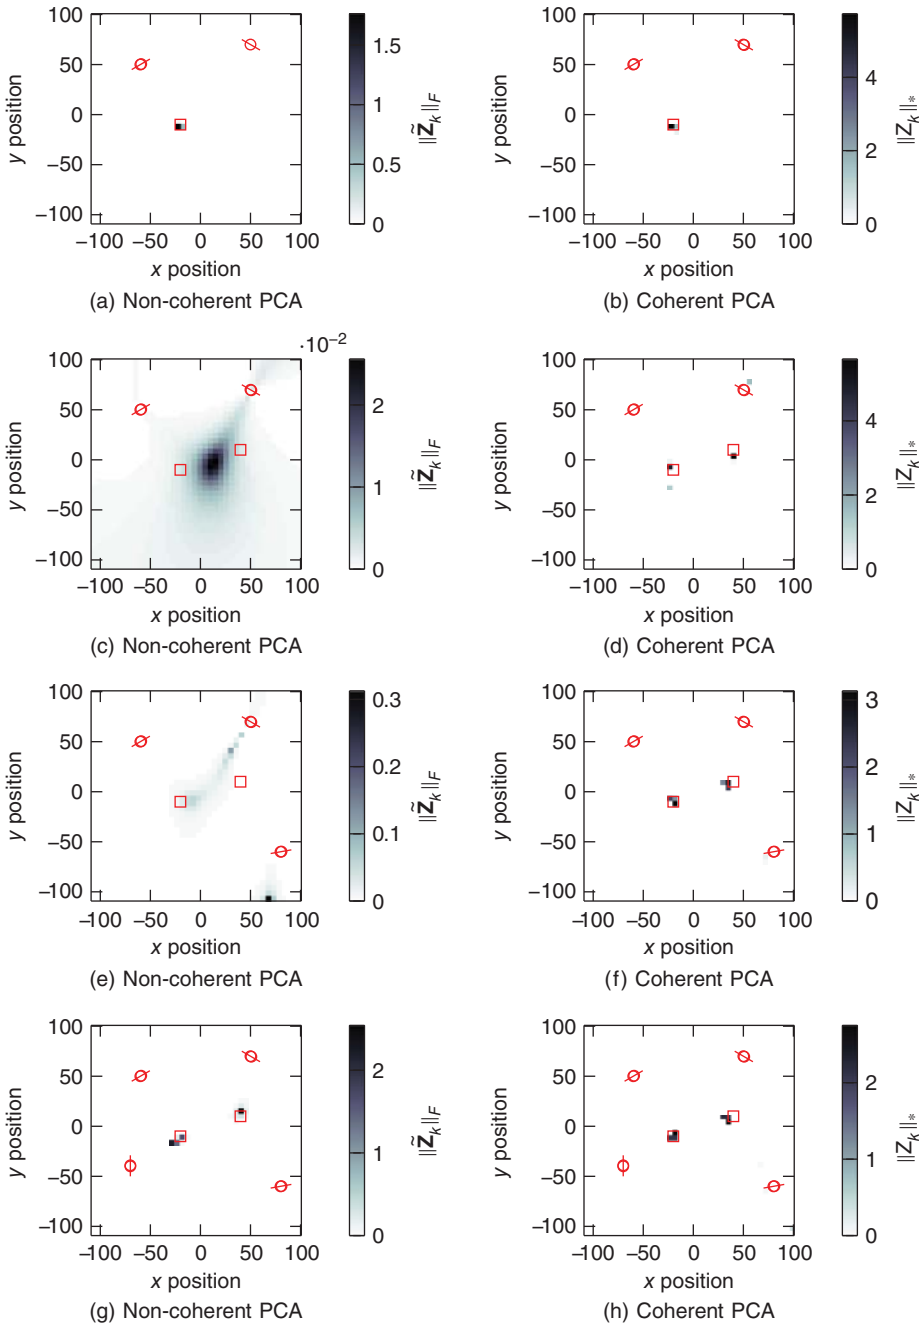 100
50
0
−50
−100
−100 −50 0 50 100
y position
x position
1.5
1
0.5
0
‖Z̃ₖ‖F
(a) Non-coherent PCA
100
50
0
−50
−100
−100 −50 0 50 100
y position
x position
4
2
0
‖Zₖ‖*
(b) Coherent PCA
100
50
0
−50
−100
−100 −50 0 50 100
y position
x position
·10⁻²
2
1
0
‖Z̃ₖ‖F
(c) Non-coherent PCA
100
50
0
−50
−100
−100 −50 0 50 100
y position
x position
4
2
0
‖Zₖ‖*
(d) Coherent PCA
100
50
0
−50
−100
−100 −50 0 50 100
y position
x position
0.3
0.2
0.1
0
‖Z̃ₖ‖F
(e) Non-coherent PCA
100
50
0
−50
−100
−100 −50 0 50 100
y position
x position
3
2
1
0
‖Zₖ‖*
(f) Coherent PCA
100
50
0
−50
−100
−100 −50 0 50 100
y position
x position
2
1
0
‖Z̃ₖ‖F
(g) Non-coherent PCA
100
50
0
−50
−100
−100 −50 0 50 100
y position
x position
2
1
0
‖Zₖ‖*
(h) Coherent PCA